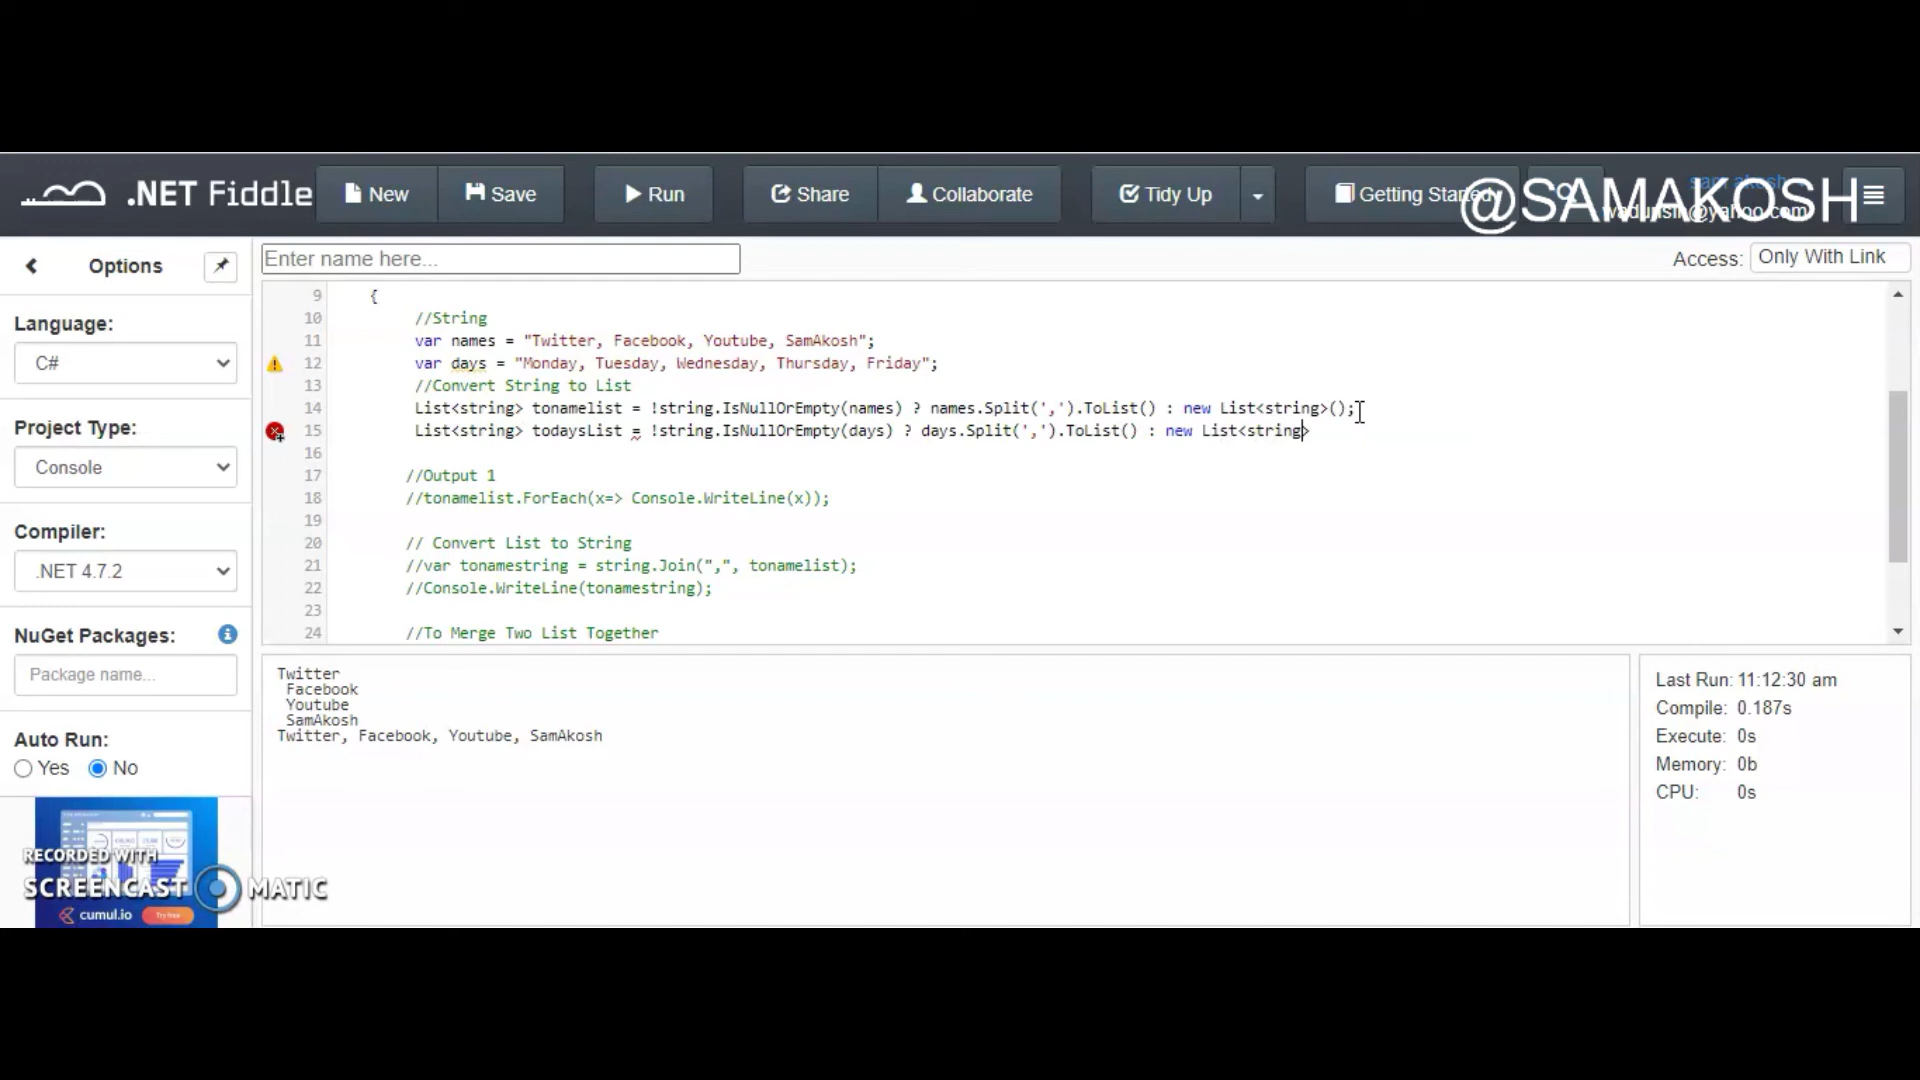 .NET Fiddle
New
Save
Run
Share
Collaborate
Tidy Up
Getting Started
@SAMAKOSH
Options
Enter name here...
Access: Only With Link
Language:
C#
Project Type:
Console
Compiler:
.NET 4.7.2
NuGet Packages:
Package name...
Auto Run:
Yes No
9 {
10 //String
11 var names = "Twitter, Facebook, Youtube, SamAkosh";
12 var days = "Monday, Tuesday, Wednesday, Thursday, Friday";
13 //Convert String to List
14 List<string> tonamelist = !string.IsNullOrEmpty(names) ? names.Split(',').ToList() : new List<string>();
15 List<string> todaysList = !string.IsNullOrEmpty(days) ? days.Split(',').ToList() : new List<string>
16
17 //Output 1
18 //tonamelist.ForEach(x=> Console.WriteLine(x));
19
20 // Convert List to String
21 //var tonamestring = string.Join(",", tonamelist);
22 //Console.WriteLine(tonamestring);
23
24 //To Merge Two List Together
Twitter
Facebook
Youtube
SamAkosh
Twitter, Facebook, Youtube, SamAkosh
Last Run: 11:12:30 am
Compile: 0.187s
Execute: 0s
Memory: 0b
CPU: 0s
RECORDED WITH
SCREENCAST MATIC
cumul.io
Try free